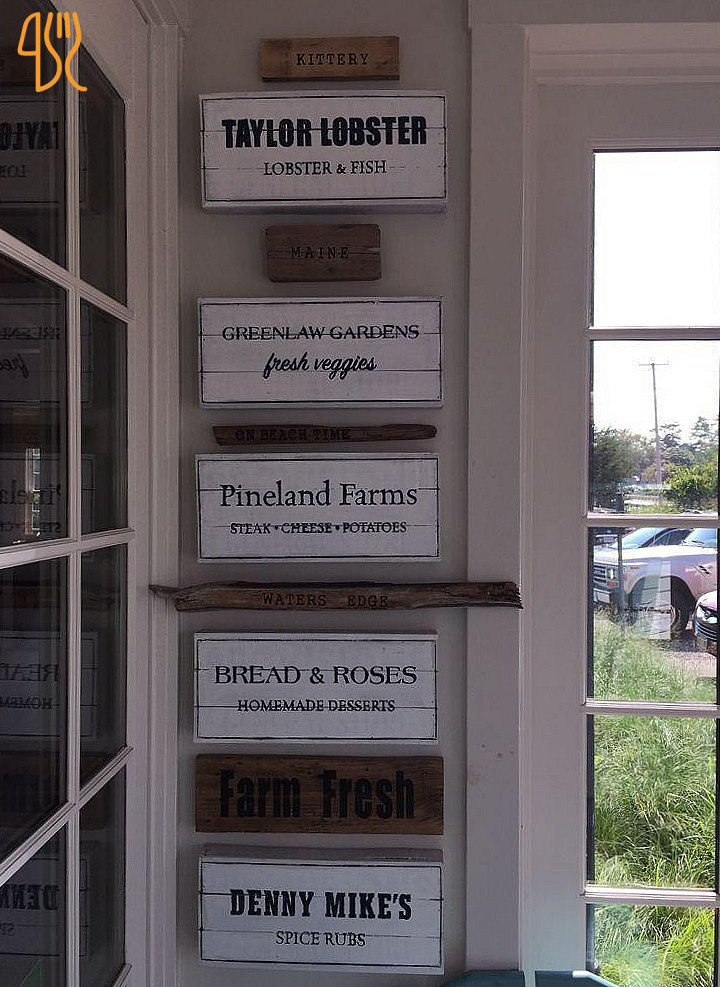 KITTERY
TAYLOR LOBSTER
LOBSTER & FISH
MAINE
GREENLAW GARDENS
fresh veggies
ON BEACH TIME
Pineland Farms
STEAK • CHEESE • POTATOES
WATERS EDGE
BREAD & ROSES
HOMEMADE DESSERTS
Farm Fresh
DENNY MIKE'S
SPICE RUBS